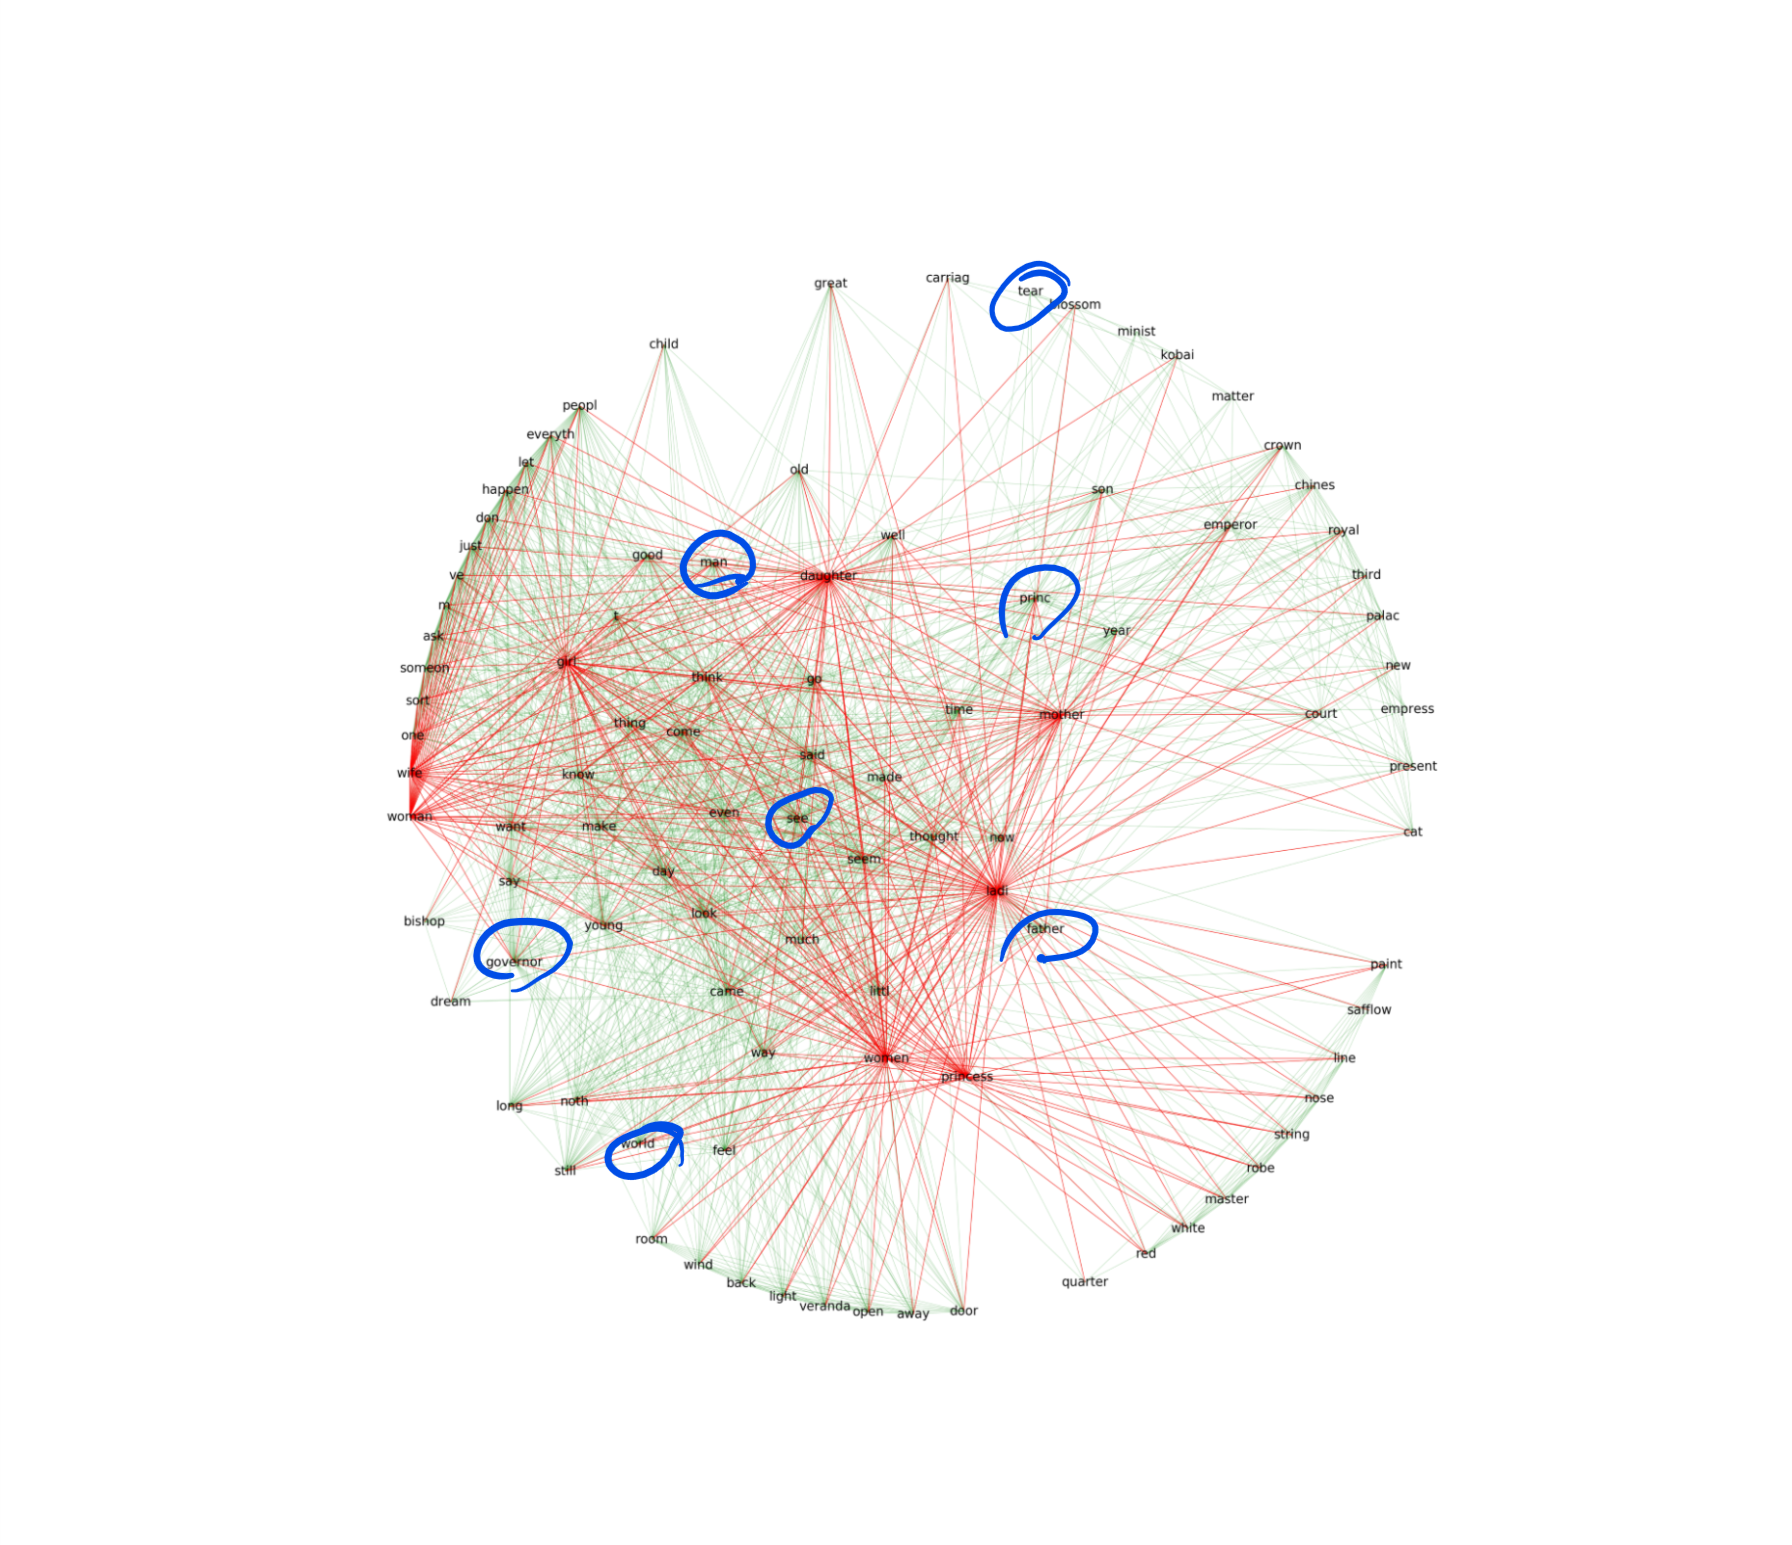 carriag
great
tear
blossom
minist
child
kobai
matter
peopl
everyth
crown
let
old
chines
happen
son
don
emperor
royal
well
just
good
man
ve
daughter
third
princ
m
t
palac
year
ask
girl
new
someon
think
go
sort
time
empress
mother
court
thing
come
one
said
present
wife
know
made
woman
even
see
want
make
cat
thought
now
seem
day
say
ladi
look
bishop
young
father
much
governor
paint
came
littl
dream
safflow
way
women
line
princess
nose
long
noth
string
world
feel
robe
still
master
white
room
red
wind
quarter
back
light
veranda
open
away
door